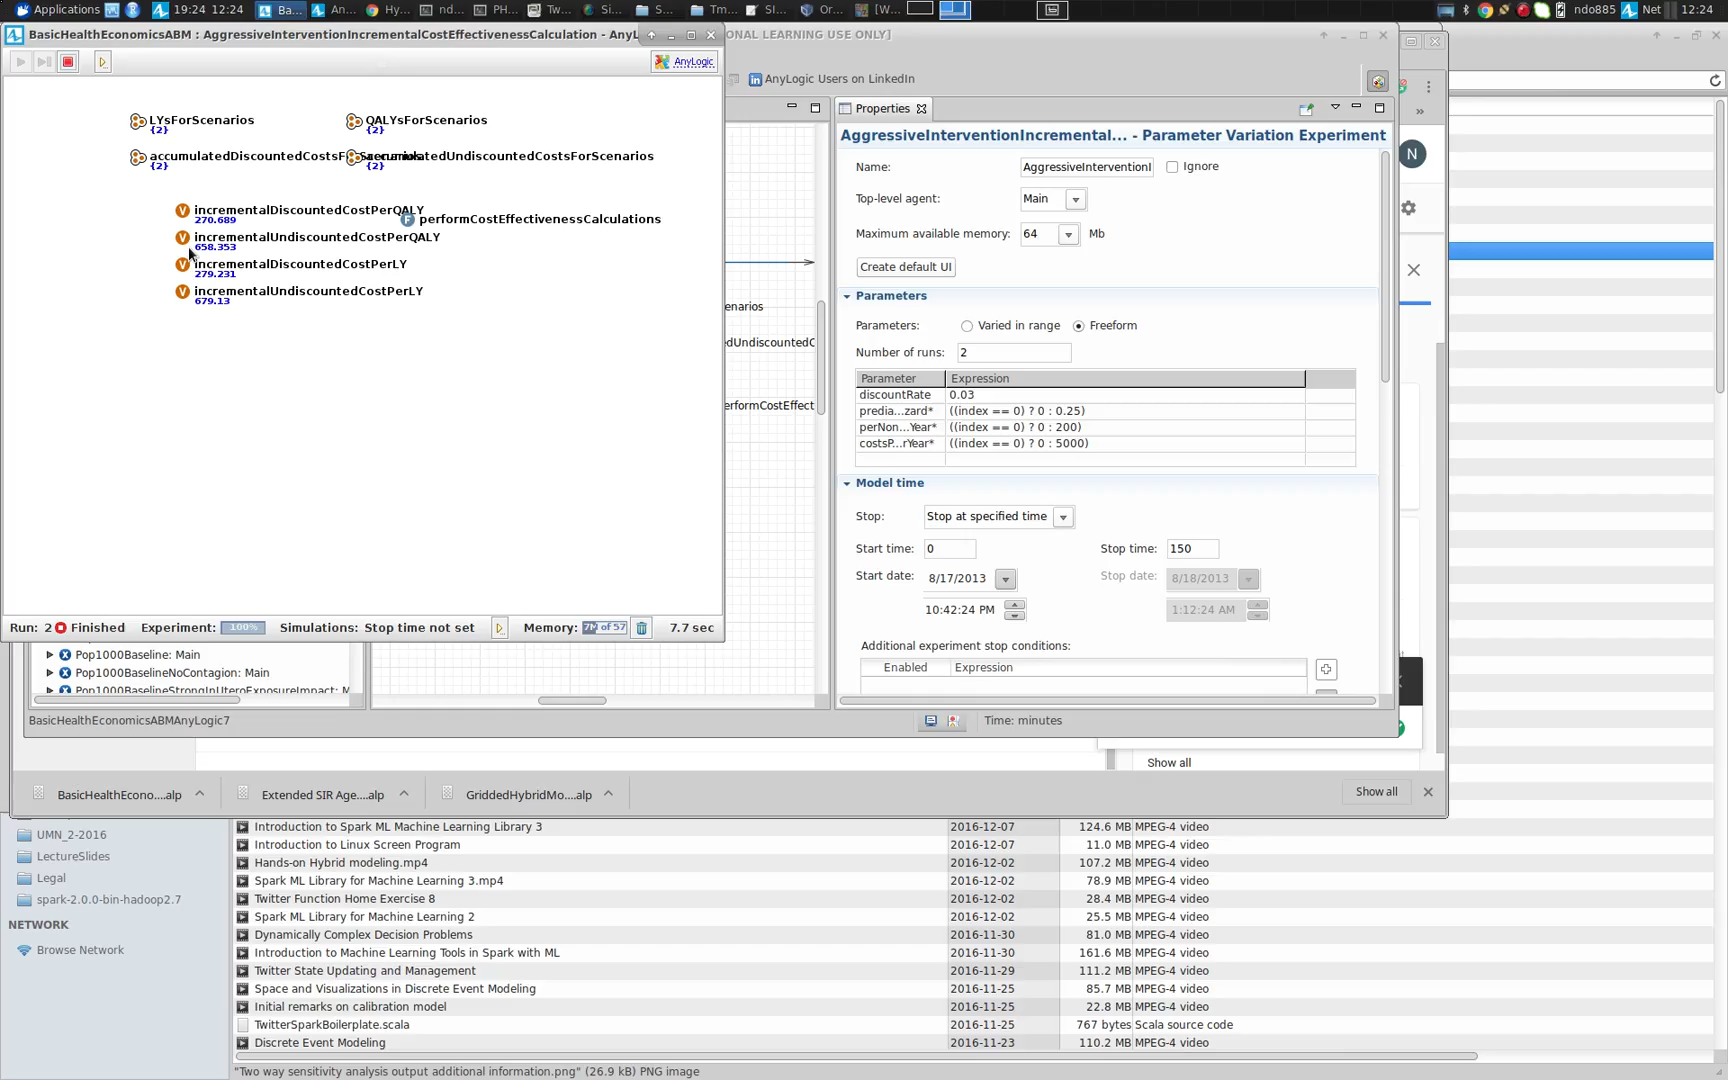 Applications 19:24 12:24 Ba... An... Hy... nd... PH... Tw... Si... S... Tm... SI... Or... [W... ndo885 Net 12:24
BasicHealthEconomicsABM : AggressiveInterventionIncrementalCostEffectivenessCalculation - AnyL
ONAL LEARNING USE ONLY]
AnyLogic
AnyLogic Users on LinkedIn
LYsForScenarios
{2}
QALYsForScenarios
{2}
accumulatedDiscountedCostsF
{2}
UndiscountedCostsForScenarios
{2}
incrementalDiscountedCostPerQALY
270.689
performCostEffectivenessCalculations
incrementalUndiscountedCostPerQALY
658.353
incrementalDiscountedCostPerLY
279.231
incrementalUndiscountedCostPerLY
679.13
Run: 2 Finished Experiment: 100% Simulations: Stop time not set Memory: 7M of 57 7.7 sec
enarios
dUndiscountedC
erformCostEffect
Properties
AggressiveInterventionIncremental... - Parameter Variation Experiment
Name: AggressiveInterventionI Ignore
Top-level agent: Main
Maximum available memory: 64 Mb
Create default UI
Parameters
Parameters: Varied in range Freeform
Number of runs: 2
Parameter Expression
discountRate 0.03
predia...zard* ((index == 0) ? 0 : 0.25)
perNon...Year* ((index == 0) ? 0 : 200)
costsP...rYear* ((index == 0) ? 0 : 5000)
Model time
Stop: Stop at specified time
Start time: 0 Stop time: 150
Start date: 8/17/2013 Stop date: 8/18/2013
10:42:24 PM 1:12:24 AM
Additional experiment stop conditions:
Enabled Expression
N
Pop1000Baseline: Main
Pop1000BaselineNoContagion: Main
Pop1000BaselineStrongInUteroExposureImpact: M
BasicHealthEconomicsABMAnyLogic7 Time: minutes
Show all
BasicHealthEcono....alp Extended SIR Age....alp GriddedHybridMo....alp Show all
UMN_2-2016
LectureSlides
Legal
spark-2.0.0-bin-hadoop2.7
NETWORK
Browse Network
Introduction to Spark ML Machine Learning Library 3 2016-12-07 124.6 MB MPEG-4 video
Introduction to Linux Screen Program 2016-12-07 11.0 MB MPEG-4 video
Hands-on Hybrid modeling.mp4 2016-12-02 107.2 MB MPEG-4 video
Spark ML Library for Machine Learning 3.mp4 2016-12-02 78.9 MB MPEG-4 video
Twitter Function Home Exercise 8 2016-12-02 28.4 MB MPEG-4 video
Spark ML Library for Machine Learning 2 2016-12-02 25.5 MB MPEG-4 video
Dynamically Complex Decision Problems 2016-11-30 81.0 MB MPEG-4 video
Introduction to Machine Learning Tools in Spark with ML 2016-11-30 161.6 MB MPEG-4 video
Twitter State Updating and Management 2016-11-29 111.2 MB MPEG-4 video
Space and Visualizations in Discrete Event Modeling 2016-11-25 85.7 MB MPEG-4 video
Initial remarks on calibration model 2016-11-25 22.8 MB MPEG-4 video
TwitterSparkBoilerplate.scala 2016-11-25 767 bytes Scala source code
Discrete Event Modeling 2016-11-23 110.2 MB MPEG-4 video
"Two way sensitivity analysis output additional information.png" (26.9 kB) PNG image